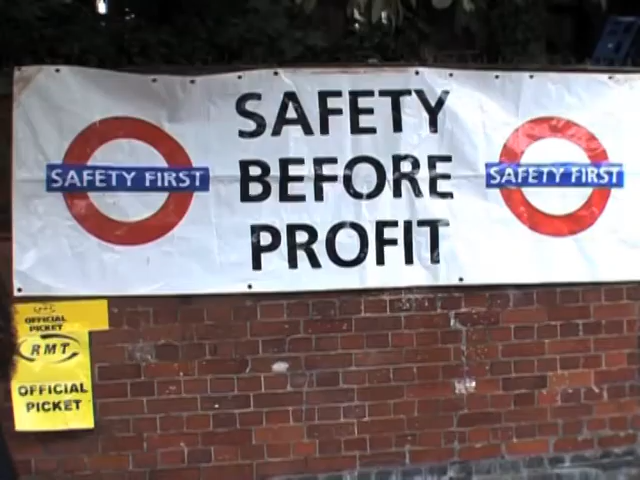 SAFETY
BEFORE
PROFIT
SAFETY FIRST
SAFETY FIRST
OFFICIAL
PICKET
RMT
OFFICIAL
PICKET